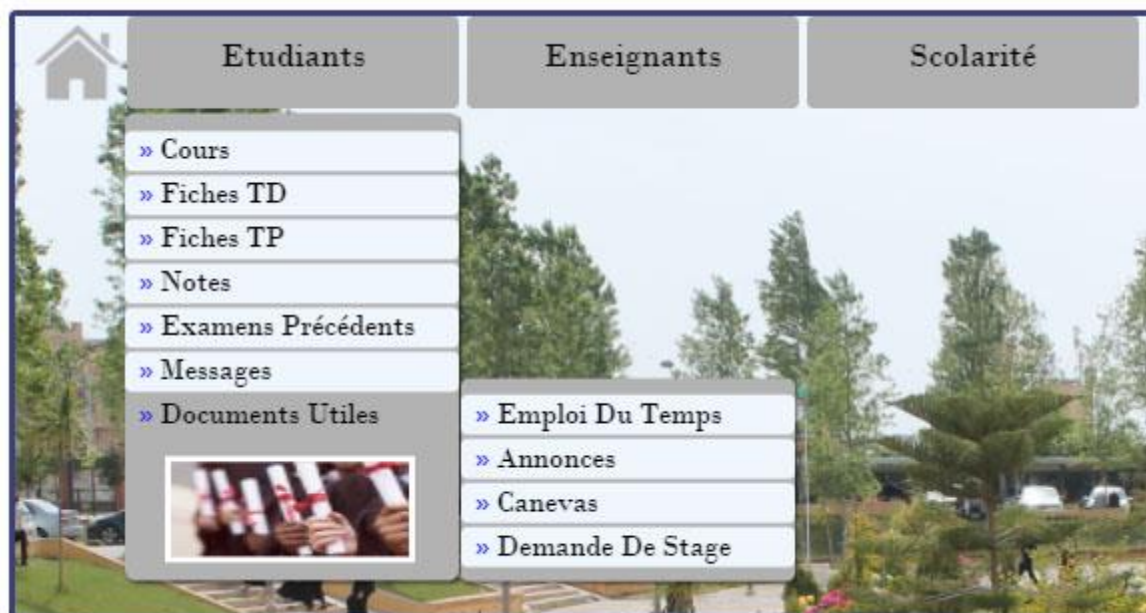 Etudiants
Enseignants
Scolarité
» Cours
» Fiches TD
» Fiches TP
» Notes
» Examens Précédents
» Messages
» Documents Utiles
» Emploi Du Temps
» Annonces
» Canevas
» Demande De Stage